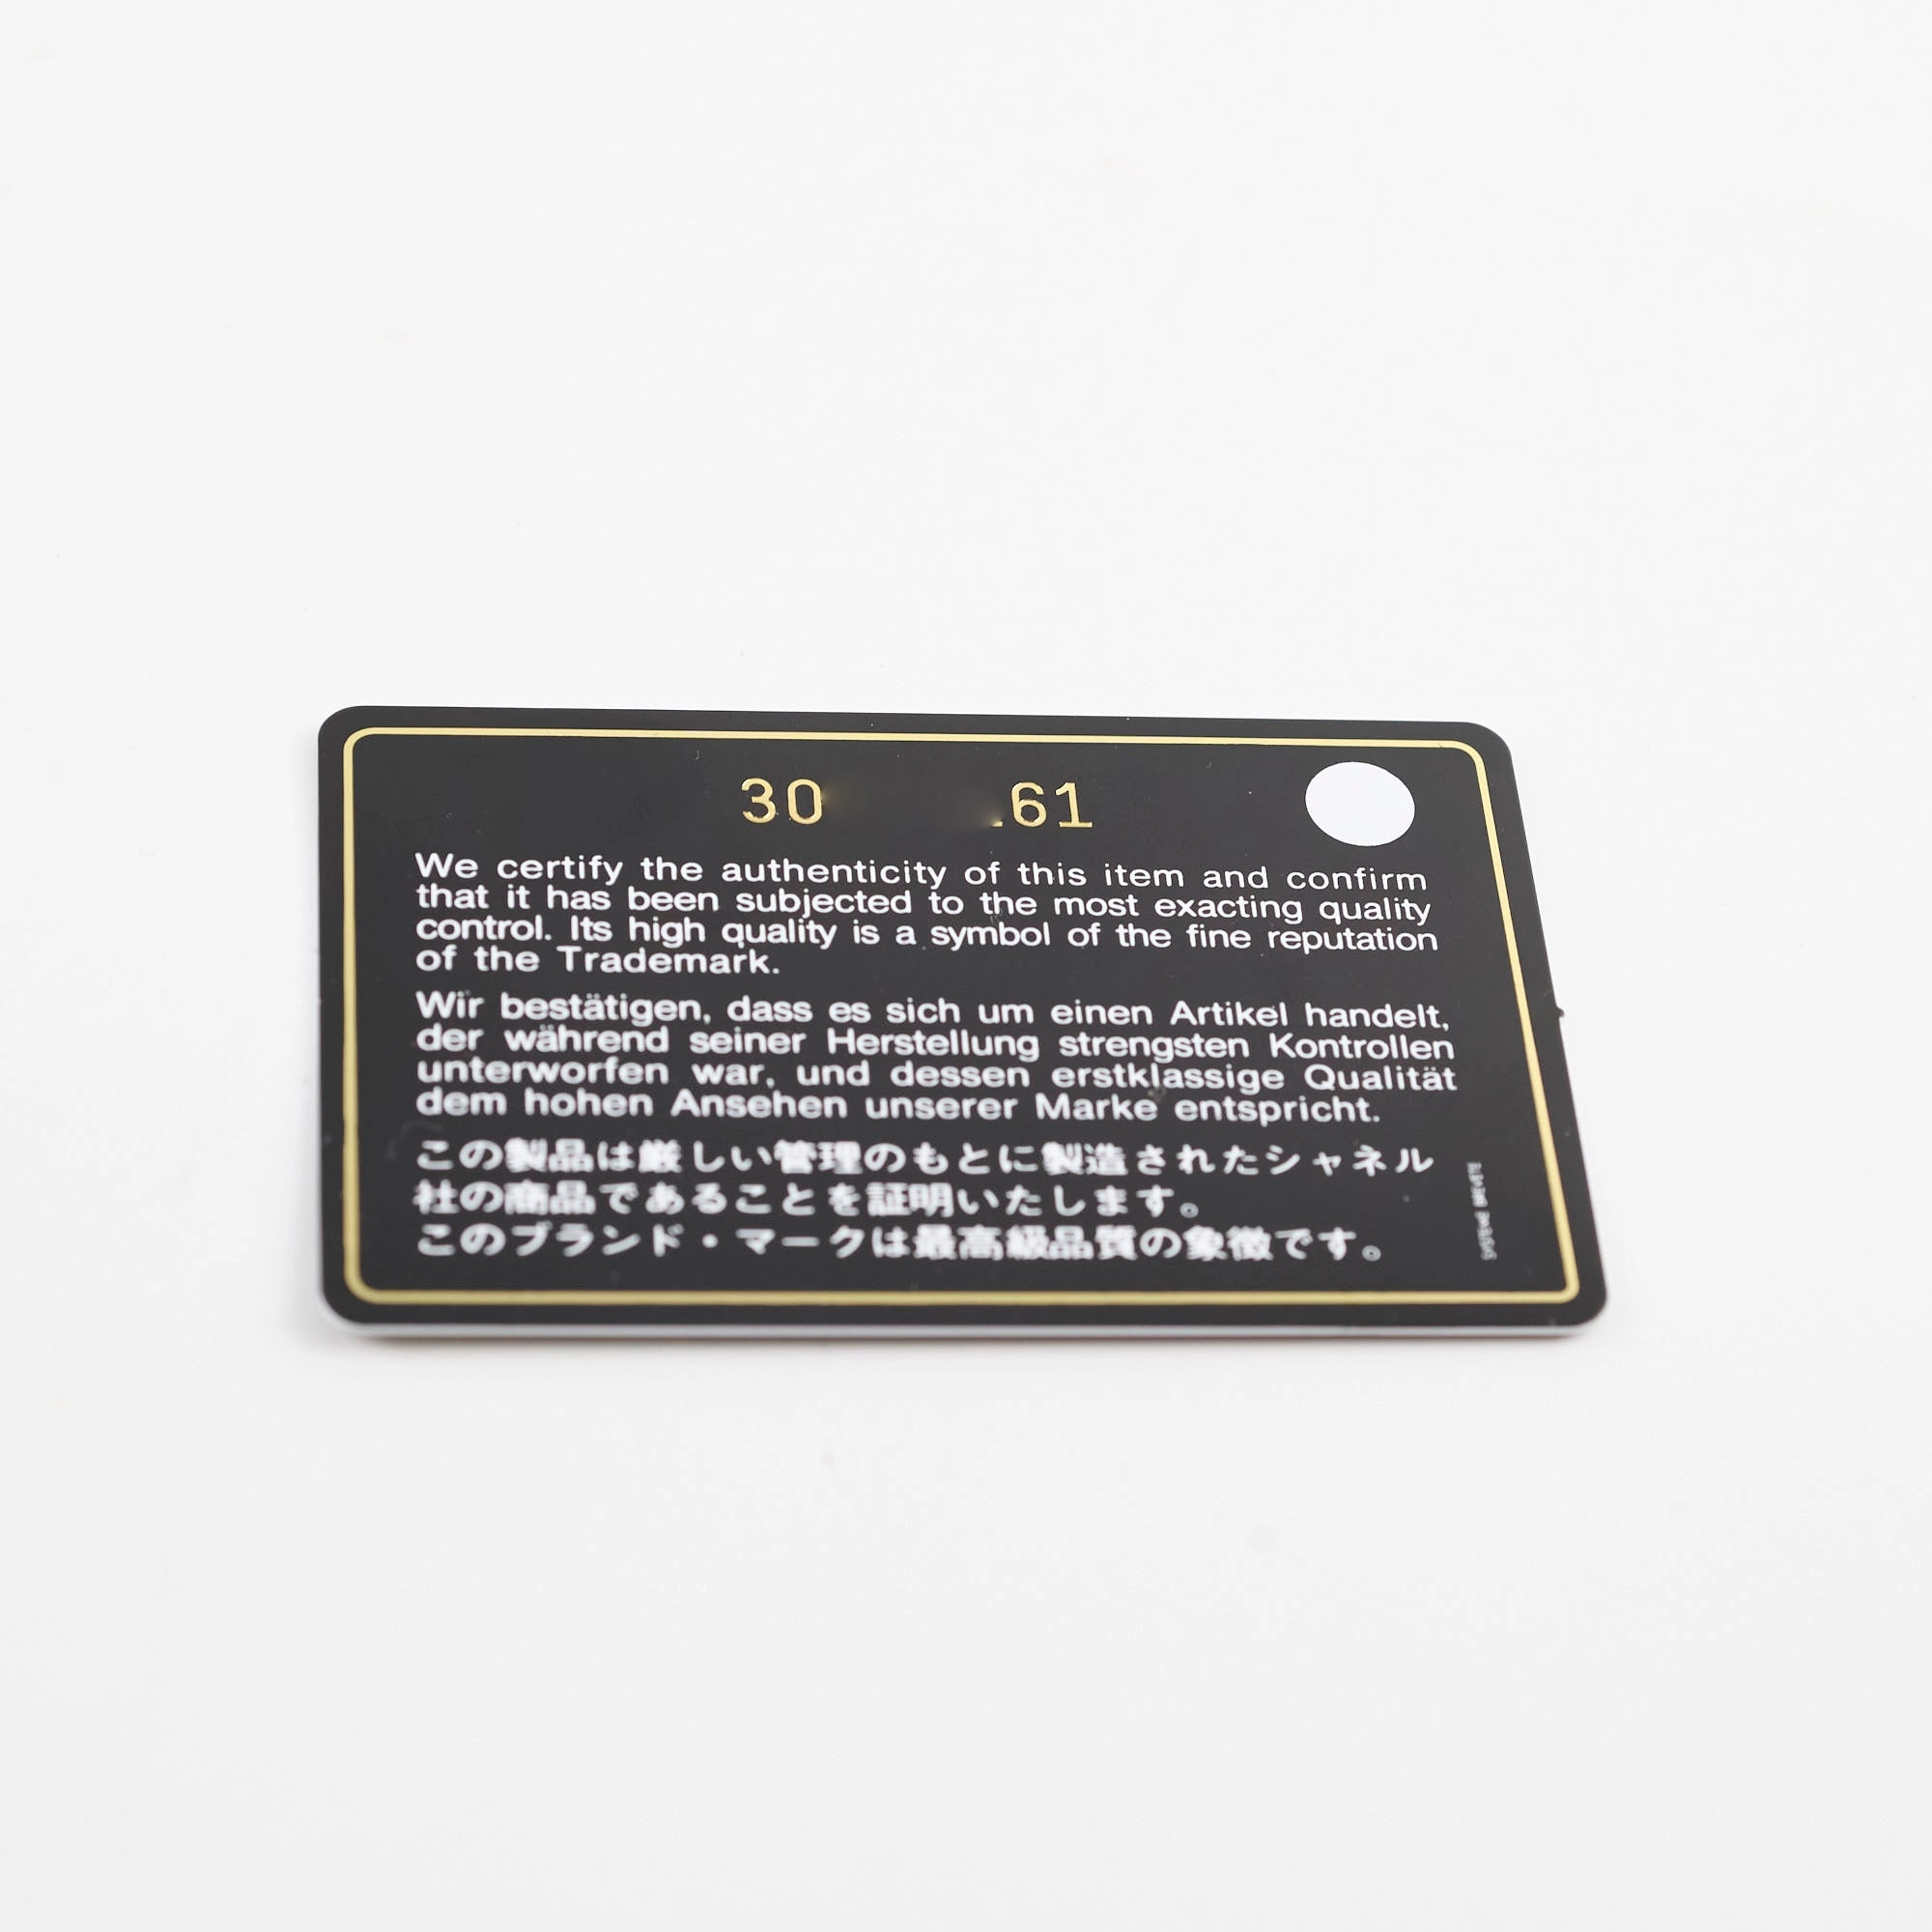 30 61
We certify the authenticity of this item and confirm
that it has been subjected to the most exacting quality
control. Its high quality is a symbol of the fine reputation
of the Trademark.
Wir bestätigen, dass es sich um einen Artikel handelt,
der während seiner Herstellung strengsten Kontrollen
unterworfen war, und dessen erstklassige Qualität
dem hohen Ansehen unserer Marke entspricht.
この製品は厳しい管理のもとに製造されたシャネル
社の商品であることを証明いたします。
このブランド・マークは最高級品質の象徴です。